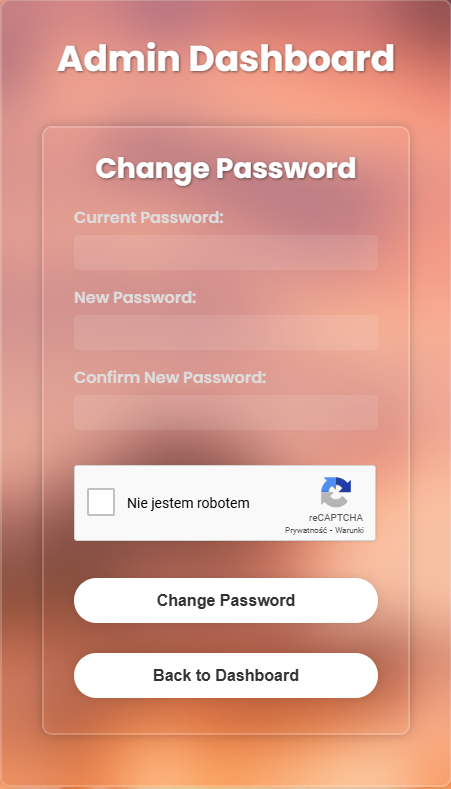 Admin Dashboard
Change Password
Current Password:
New Password:
Confirm New Password:
Nie jestem robotem
reCAPTCHA
Prywatność - Warunki
Change Password
Back to Dashboard